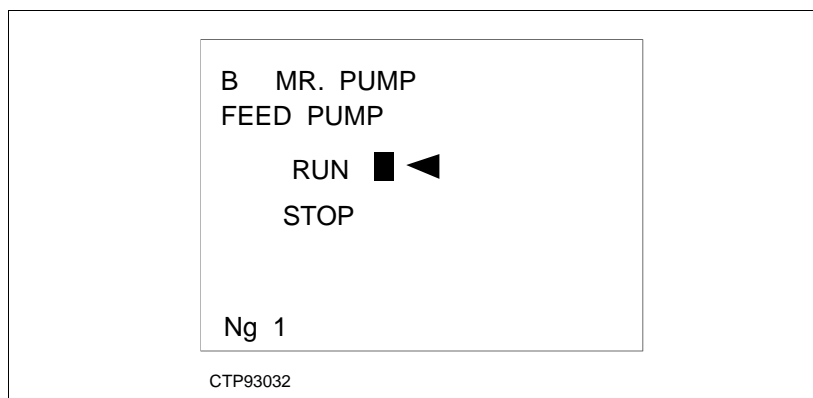 B MR. PUMP
FEED PUMP
RUN
STOP
Ng 1
CTP93032